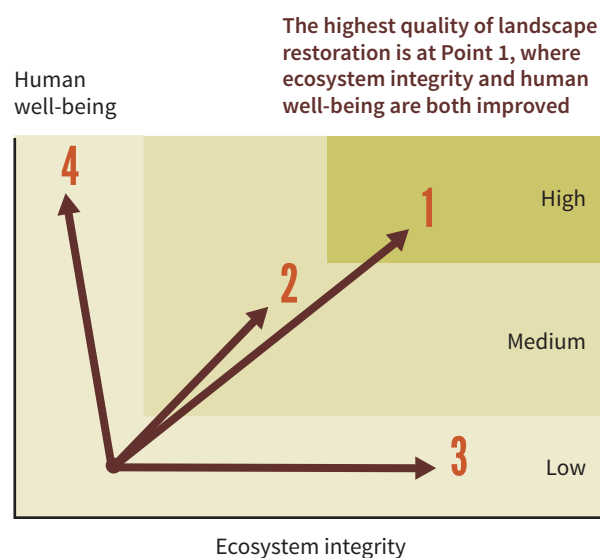 The highest quality of landscape
restoration is at Point 1, where
ecosystem integrity and human
well-being are both improved
Human
well-being
4
1
High
2
Medium
3
Low
Ecosystem integrity